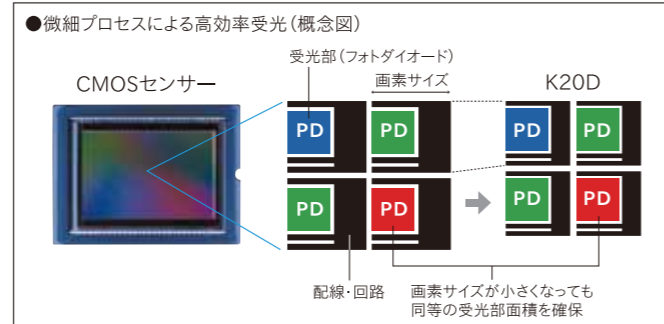 ●微細プロセスによる高効率受光（概念図）
受光部（フォトダイオード）
画素サイズ
CMOSセンサー
K20D
PD PD PD PD
PD PD PD PD
配線・回路
画素サイズが小さくなっても
同等の受光部面積を確保